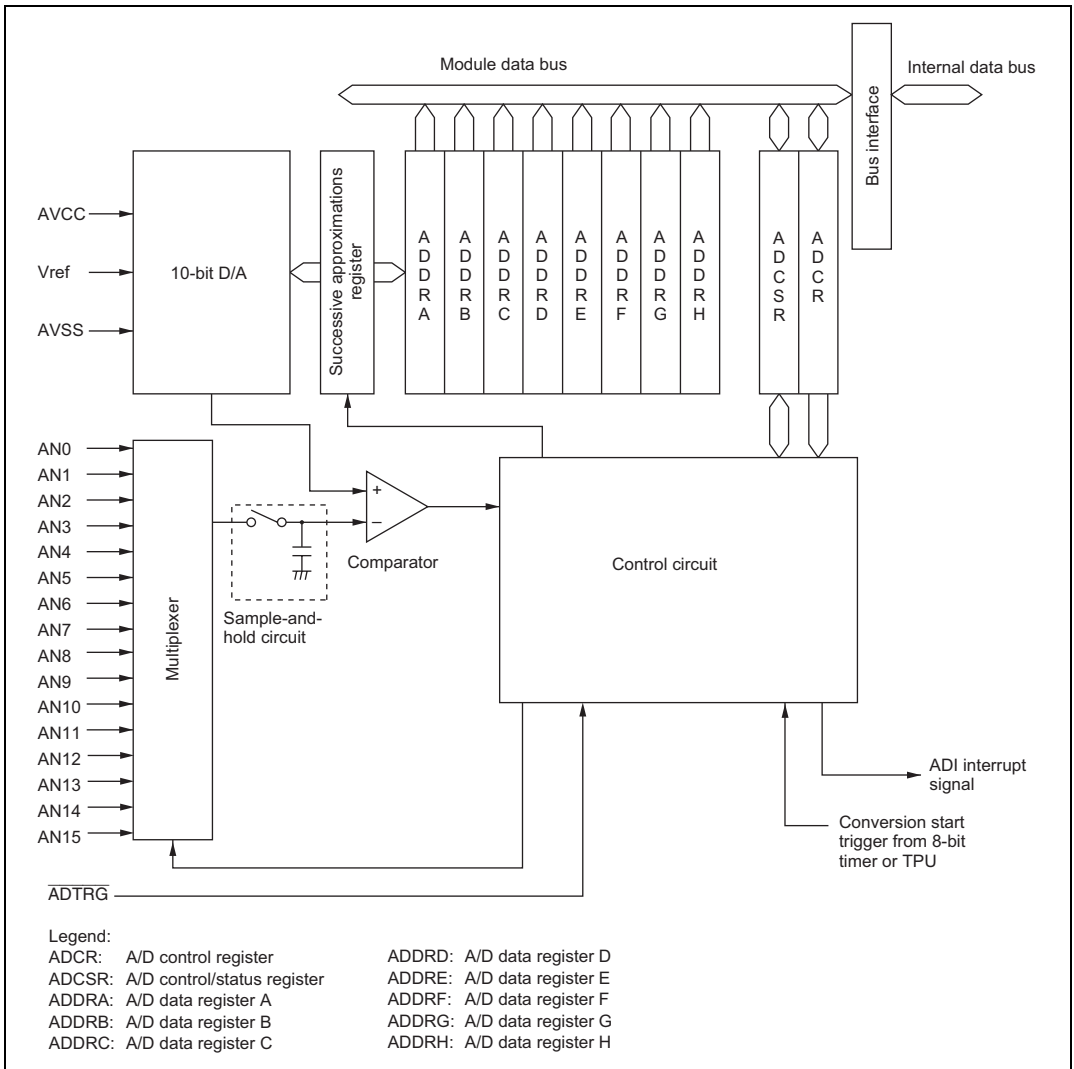 Module data bus
Internal data bus
Bus interface
AVCC
Vref
AVSS
10-bit D/A
Successive approximations
register
ADDRA
ADDRB
ADDRC
ADDRD
ADDRE
ADDRF
ADDRG
ADDRH
ADCSR
ADCR
AN0
AN1
AN2
AN3
AN4
AN5
AN6
AN7
AN8
AN9
AN10
AN11
AN12
AN13
AN14
AN15
Multiplexer
+
−
Comparator
Sample-and-
hold circuit
Control circuit
ADI interrupt
signal
Conversion start
trigger from 8-bit
timer or TPU
ADTRG
Legend:
ADCR: A/D control register
ADCSR: A/D control/status register
ADDRA: A/D data register A
ADDRB: A/D data register B
ADDRC: A/D data register C
ADDRD: A/D data register D
ADDRE: A/D data register E
ADDRF: A/D data register F
ADDRG: A/D data register G
ADDRH: A/D data register H